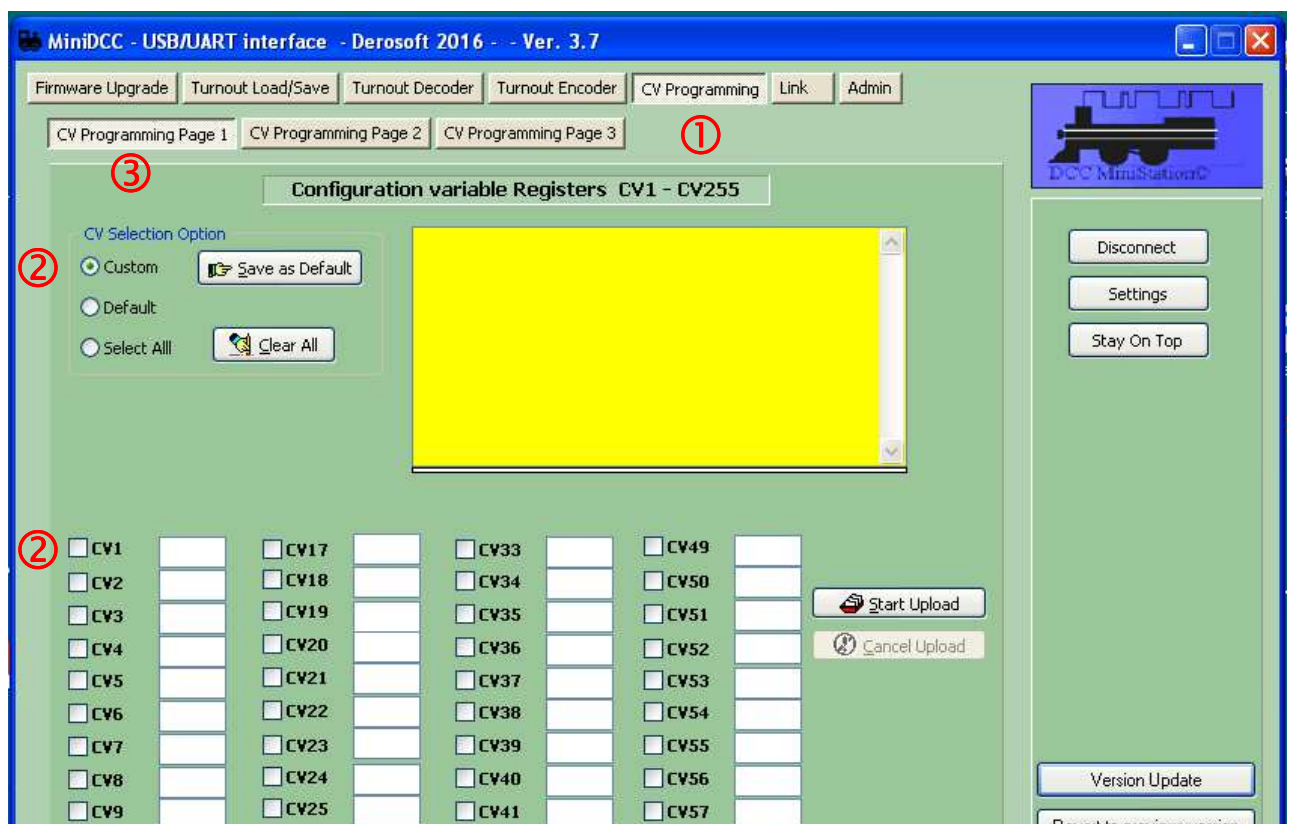 MiniDCC - USB/UART interface - Derosoft 2016 - - Ver. 3.7
Firmware Upgrade Turnout Load/Save Turnout Decoder Turnout Encoder CV Programming Link Admin
CV Programming Page 1 CV Programming Page 2 CV Programming Page 3 1
3
DCC MiniStation©
Configuration variable Registers CV1 - CV255
CV Selection Option
2 Custom Save as Default
Default
Select Alll Clear All
Disconnect
Settings
Stay On Top
2 CV1 CV17 CV33 CV49
CV2 CV18 CV34 CV50
CV3 CV19 CV35 CV51
CV4 CV20 CV36 CV52
CV5 CV21 CV37 CV53
CV6 CV22 CV38 CV54
CV7 CV23 CV39 CV55
CV8 CV24 CV40 CV56
CV9 CV25 CV41 CV57
Start Upload
Cancel Upload
Version Update